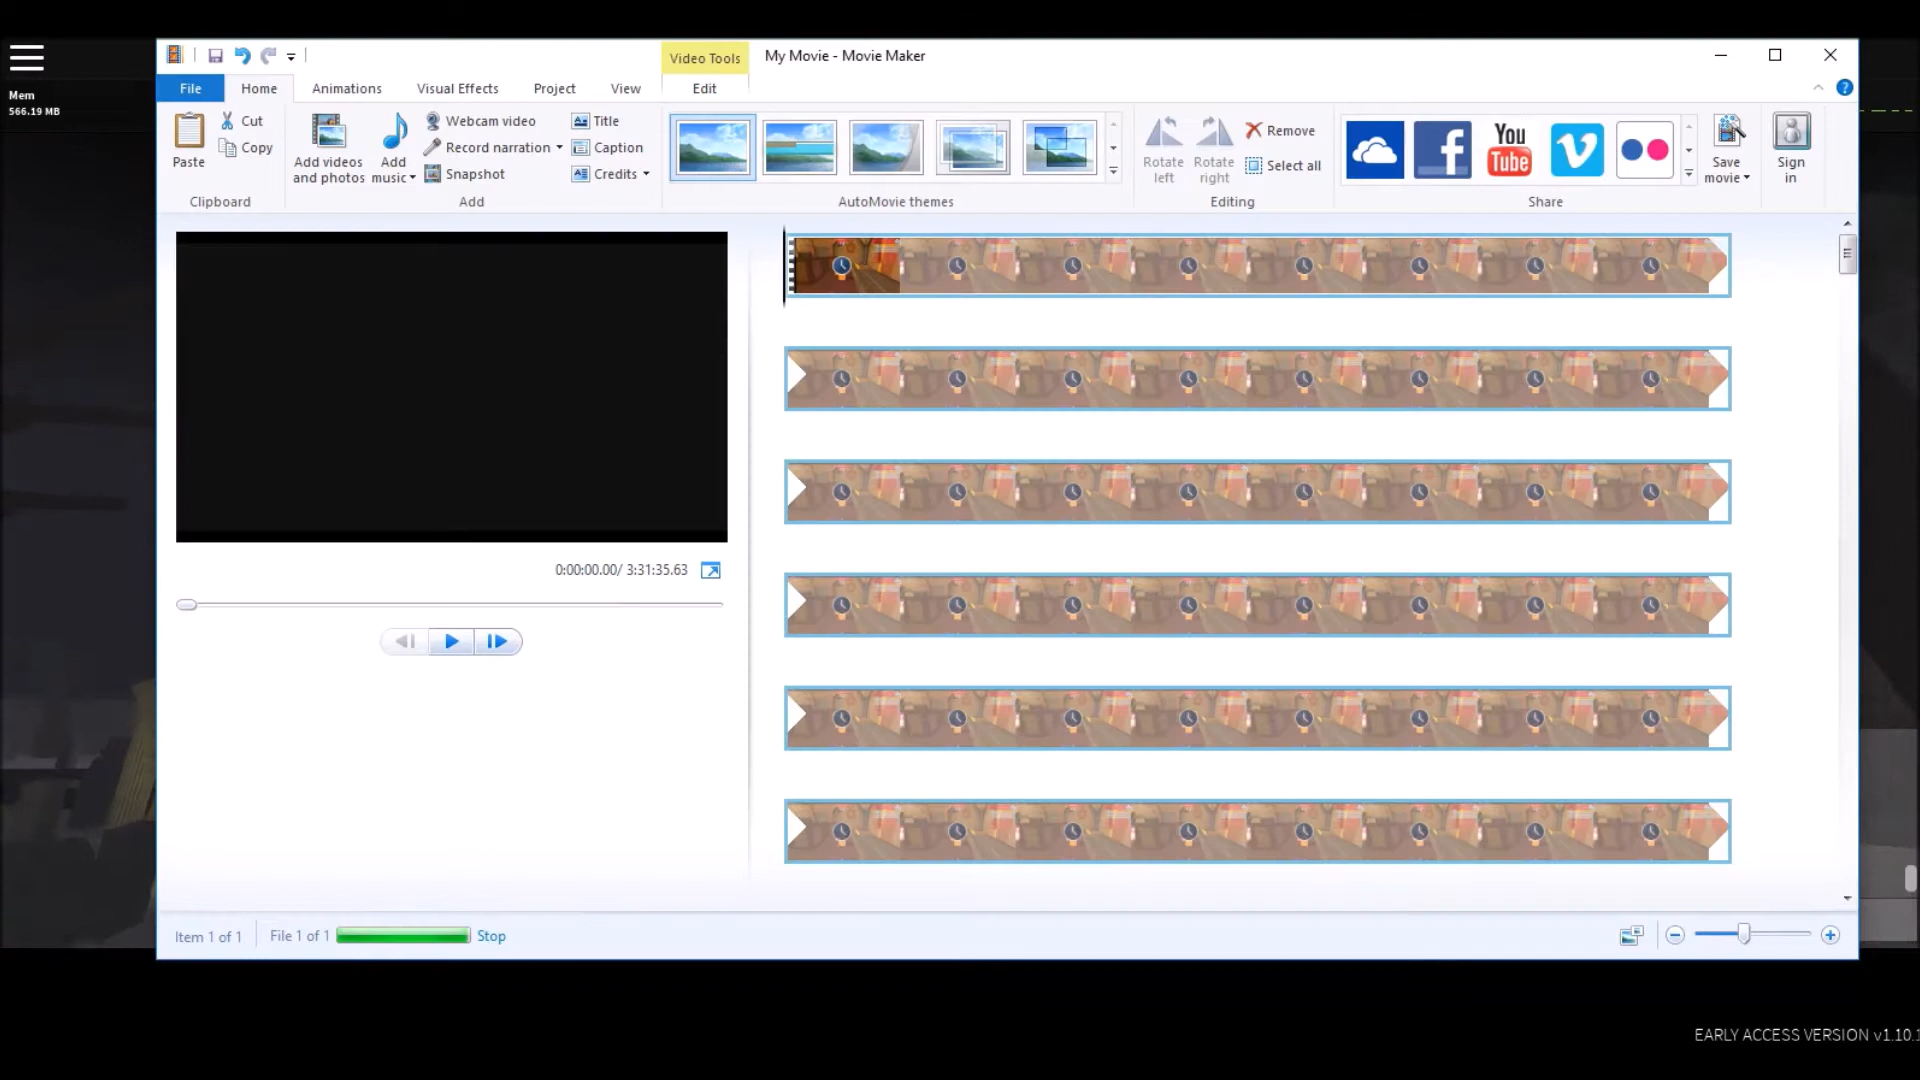 Video Tools
My Movie - Movie Maker
File
Home
Animations
Visual Effects
Project
View
Edit
Mem
566.19 MB
Paste
Cut
Copy
Clipboard
Add videos
and photos
Add
music
Webcam video
Record narration
Snapshot
Title
Caption
Credits
Add
AutoMovie themes
Rotate
left
Rotate
right
Remove
Select all
Editing
You
Tube
Share
Save
movie
Sign
in
0:00:00.00/ 3:31:35.63
Item 1 of 1
File 1 of 1
Stop
EARLY ACCESS VERSION v1.10.1